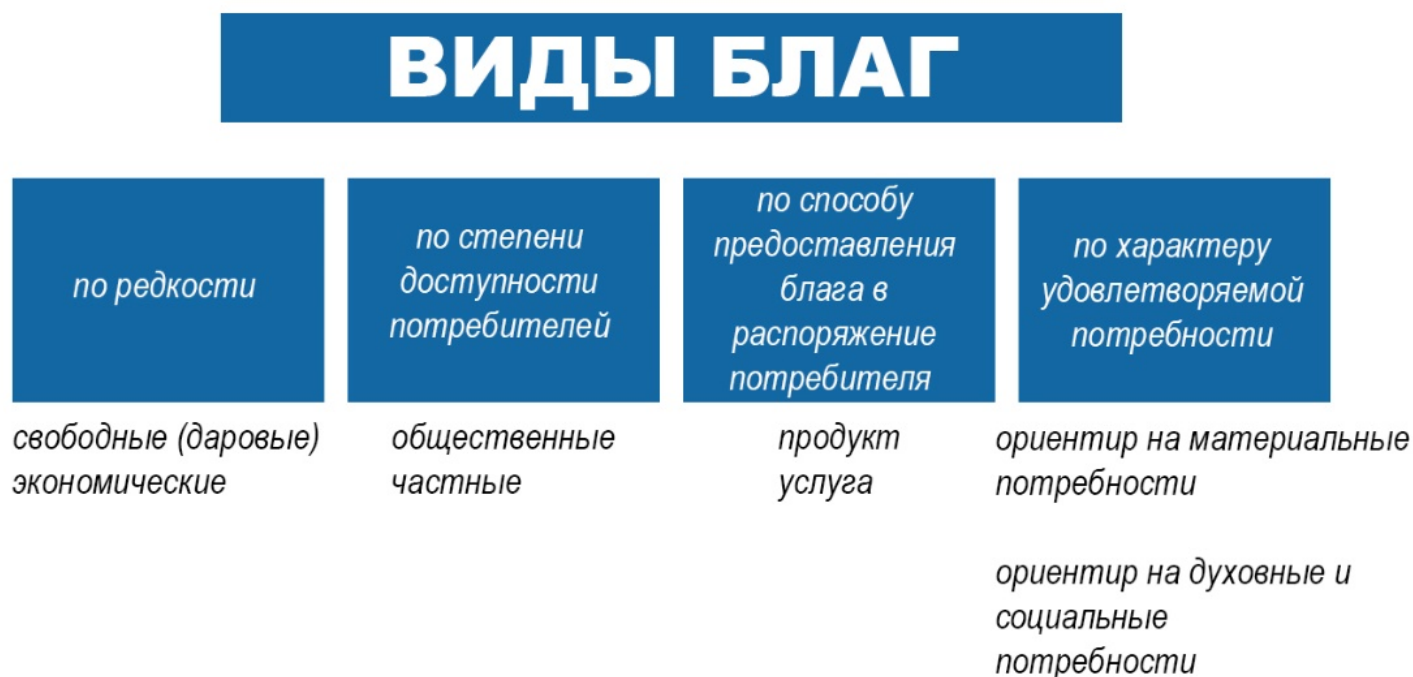 ВИДЫ БЛАГ
по редкости
свободные (даровые)
экономические
по степени
доступности
потребителей
общественные
частные
по способу
предоставления
блага в
распоряжение
потребителя
продукт
услуга
по характеру
удовлетворяемой
потребности
ориентир на материальные
потребности
ориентир на духовные и
социальные
потребности